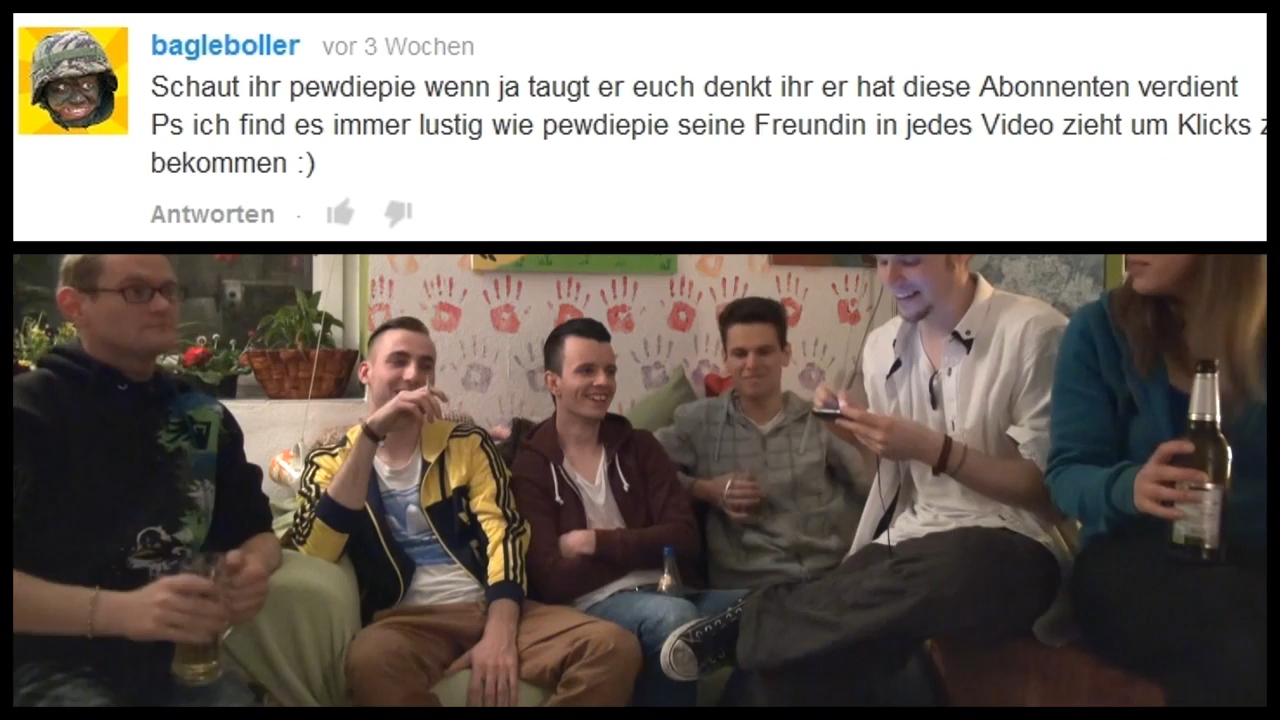 bagleboller vor 3 Wochen
Schaut ihr pewdiepie wenn ja taugt er euch denkt ihr er hat diese Abonnenten verdient
Ps ich find es immer lustig wie pewdiepie seine Freundin in jedes Video zieht um Klicks z
bekommen :)
Antworten ·